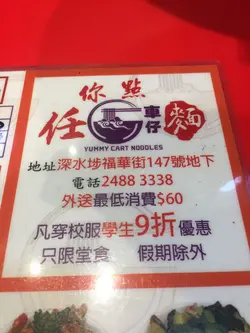 任你點車仔麵
YUMMY CART NOODLES
地址深水埗福華街147號地下
電話2488 3338
外送最低消費$60
凡穿校服學生9折優惠
只限堂食 假期除外